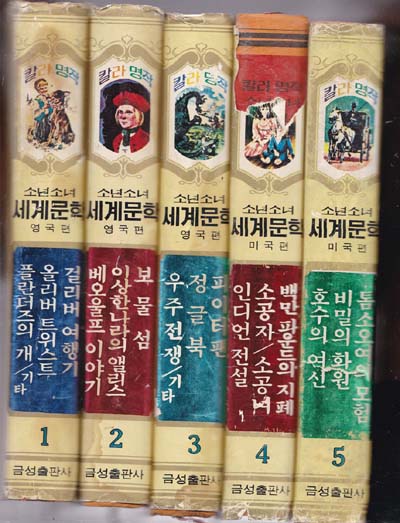 칼라 명작
소년소녀
세계문학
영국편
걸리버 여행기
올리버 트위스트
플란더즈의 개/기타
1
금성출판사
칼라 명작
소년소녀
세계문학
영국편
보물섬
이상한 나라의 앨리스
베오울프 이야기
2
금성출판사
칼라 명작
소년소녀
세계문학
영국편
피이터 팬
정글 북
우주 전쟁/기타
3
금성출판사
칼라 명작
소년소녀
세계문학
미국편
백만 파운드의 지폐
소공자/소공녀
인디언 전설
4
금성출판사
칼라 명작
소년소녀
세계문학
미국편
톰 소오여의 모험
비밀의 화원
호수의 여신
5
금성출판사